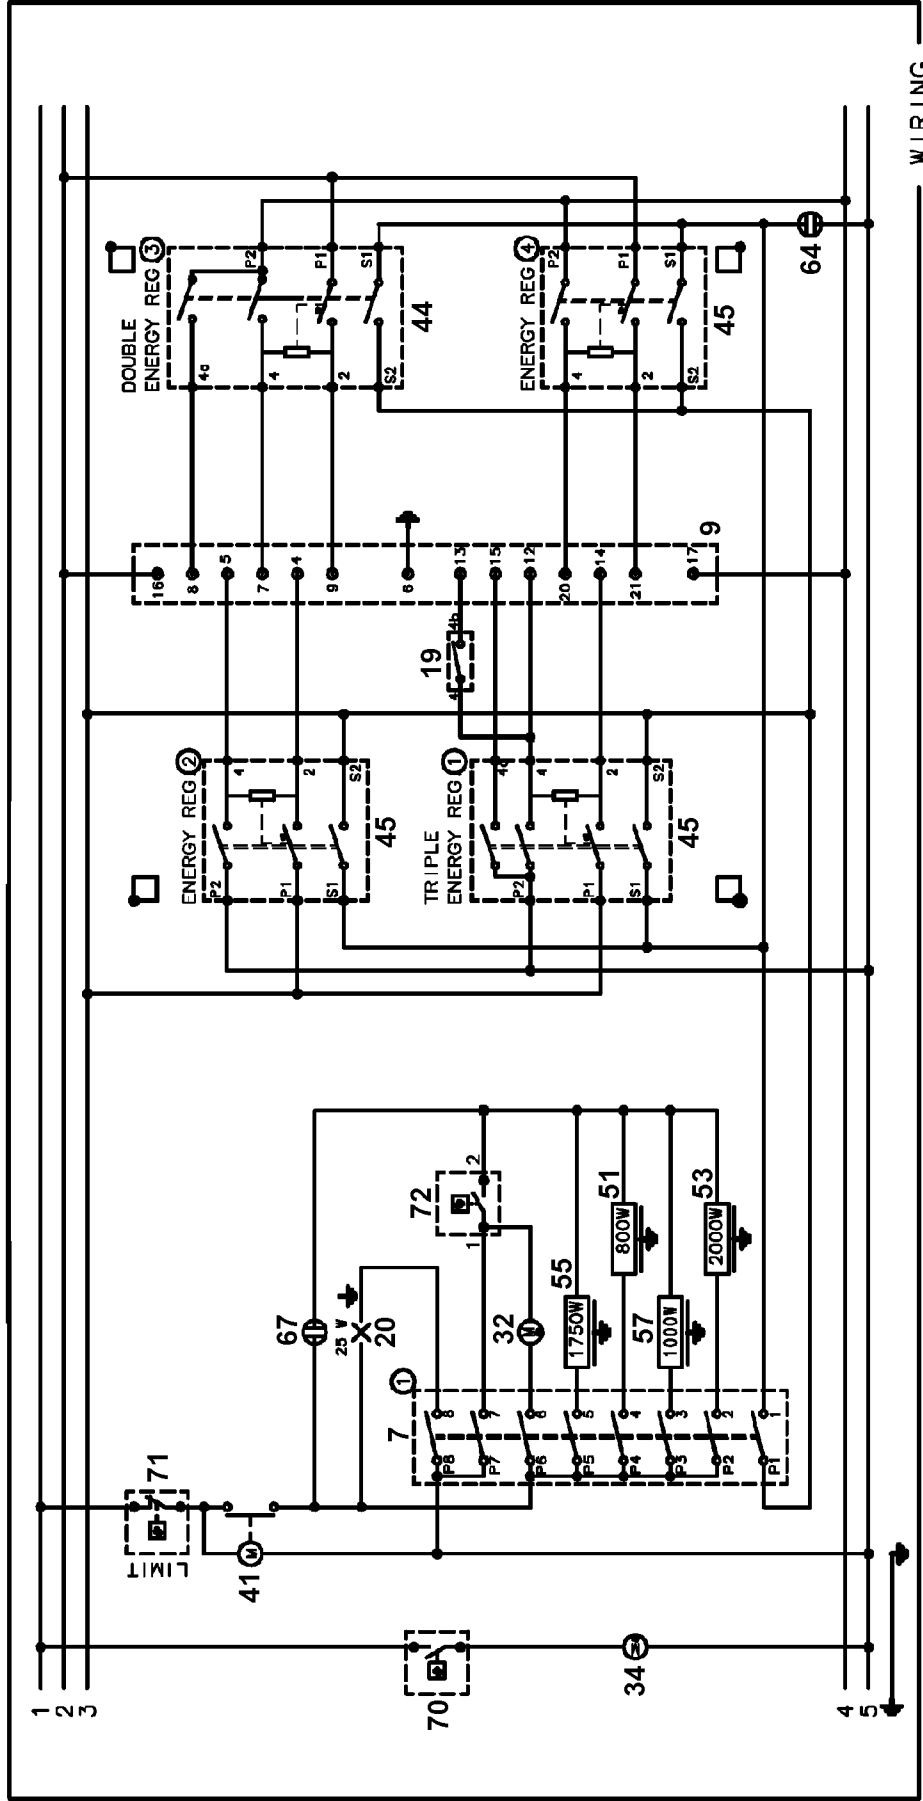 WIRING
DOUBLE
ENERGY REG 3
P2
P1
S1
4a
4
2
S2
44
ENERGY REG 4
P2
P1
S1
4
2
S2
45
64
16
8
5
7
4
9
6
13
15
12
20
14
21
17
9
19
4
4b
ENERGY REG 2
4
2
S2
P2
P1
S1
45
TRIPLE
ENERGY REG 1
4a
4
2
S2
P2
P1
S1
45
67
25 W
20
72
1
2
32
55
1750W
51
800W
57
1000W
53
2000W
1
7
8
7
6
5
4
3
2
1
P8
P7
P6
P5
P4
P3
P2
P1
71
LIMIT
41
M
70
34
1
2
3
4
5